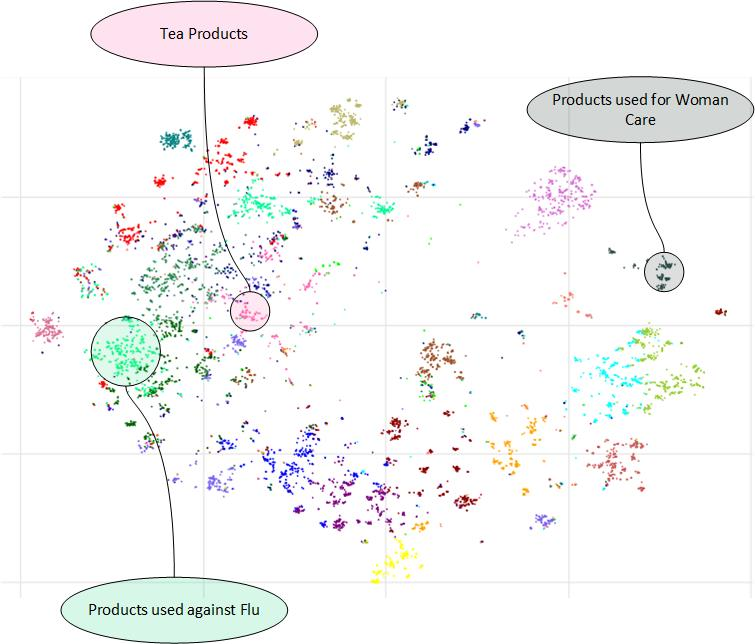 Tea Products
Products used for Woman
Care
Products used against Flu